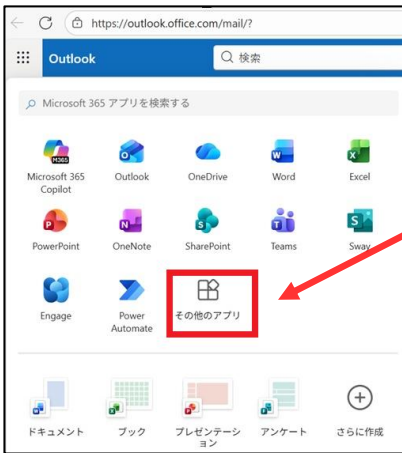 https://outlook.office.com/mail/?
Outlook
検索
Microsoft 365 アプリを検索する
M365
Microsoft 365
Copilot
Outlook
OneDrive
Word
Excel
PowerPoint
OneNote
SharePoint
Teams
Sway
Engage
Power
Automate
その他のアプリ
ドキュメント
ブック
プレゼンテーシ
ョン
アンケート
さらに作成